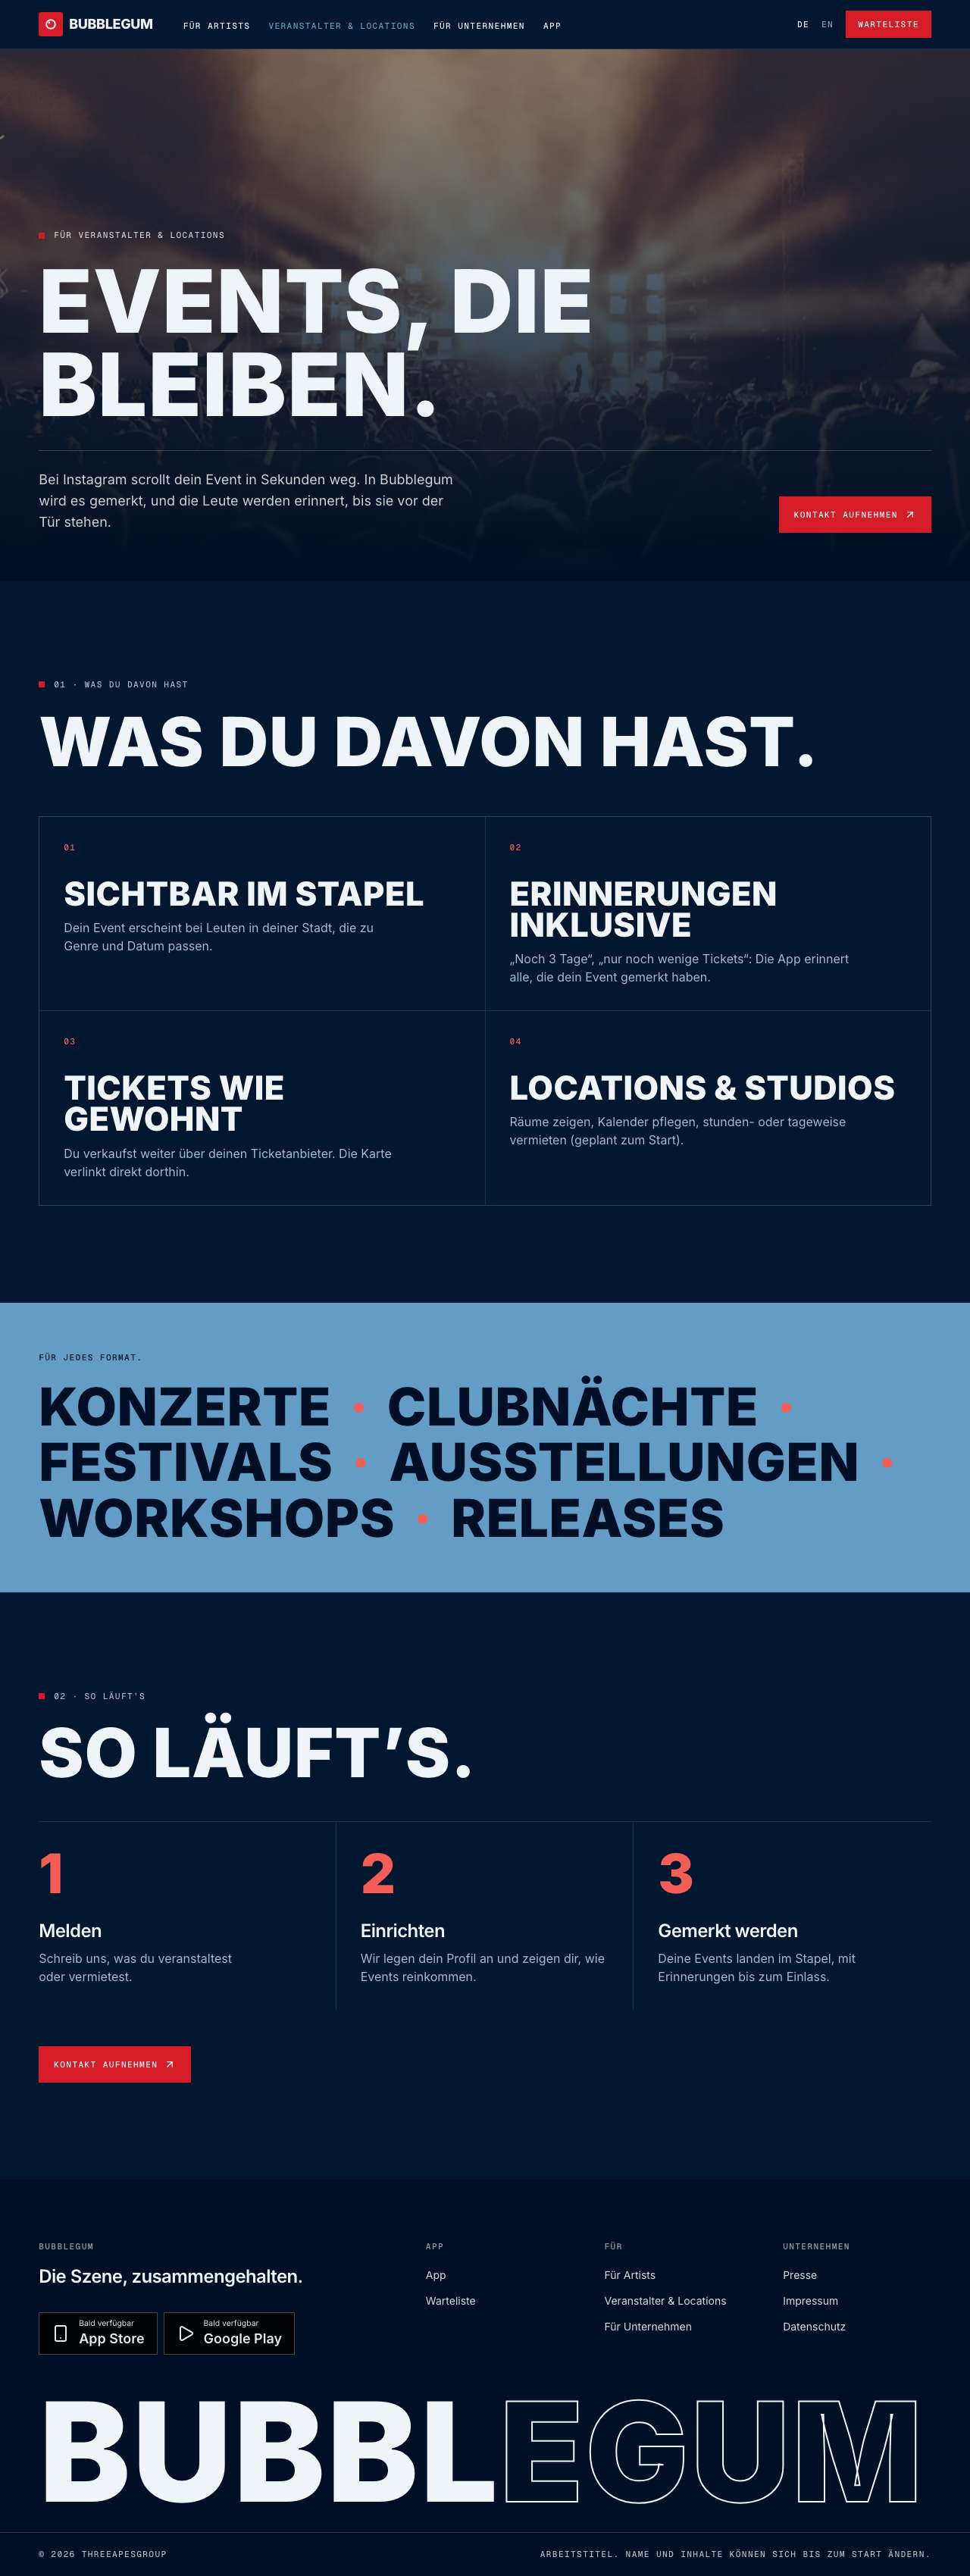 BUBBLEGUM
FÜR ARTISTS
VERANSTALTER & LOCATIONS
FÜR UNTERNEHMEN
APP
DE
EN
WARTELISTE
FÜR VERANSTALTER & LOCATIONS
EVENTS, DIE
BLEIBEN.
Bei Instagram scrollt dein Event in Sekunden weg. In Bubblegum
wird es gemerkt, und die Leute werden erinnert, bis sie vor der
Tür stehen.
KONTAKT AUFNEHMEN
01 · WAS DU DAVON HAST
WAS DU DAVON HAST.
01
SICHTBAR IM STAPEL
Dein Event erscheint bei Leuten in deiner Stadt, die zu
Genre und Datum passen.
02
ERINNERUNGEN
INKLUSIVE
„Noch 3 Tage“, „nur noch wenige Tickets“: Die App erinnert
alle, die dein Event gemerkt haben.
03
TICKETS WIE
GEWOHNT
Du verkaufst weiter über deinen Ticketanbieter. Die Karte
verlinkt direkt dorthin.
04
LOCATIONS & STUDIOS
Räume zeigen, Kalender pflegen, stunden- oder tageweise
vermieten (geplant zum Start).
FÜR JEDES FORMAT.
KONZERTE · CLUBNÄCHTE ·
FESTIVALS · AUSSTELLUNGEN ·
WORKSHOPS · RELEASES
02 · SO LÄUFT'S
SO LÄUFT’S.
1
Melden
Schreib uns, was du veranstaltest
oder vermietest.
2
Einrichten
Wir legen dein Profil an und zeigen dir, wie
Events reinkommen.
3
Gemerkt werden
Deine Events landen im Stapel, mit
Erinnerungen bis zum Einlass.
KONTAKT AUFNEHMEN
BUBBLEGUM
Die Szene, zusammengehalten.
Bald verfügbar
App Store
Bald verfügbar
Google Play
APP
App
Warteliste
FÜR
Für Artists
Veranstalter & Locations
Für Unternehmen
UNTERNEHMEN
Presse
Impressum
Datenschutz
BUBBLEGUM
© 2026 THREEAPESGROUP
ARBEITSTITEL. NAME UND INHALTE KÖNNEN SICH BIS ZUM START ÄNDERN.